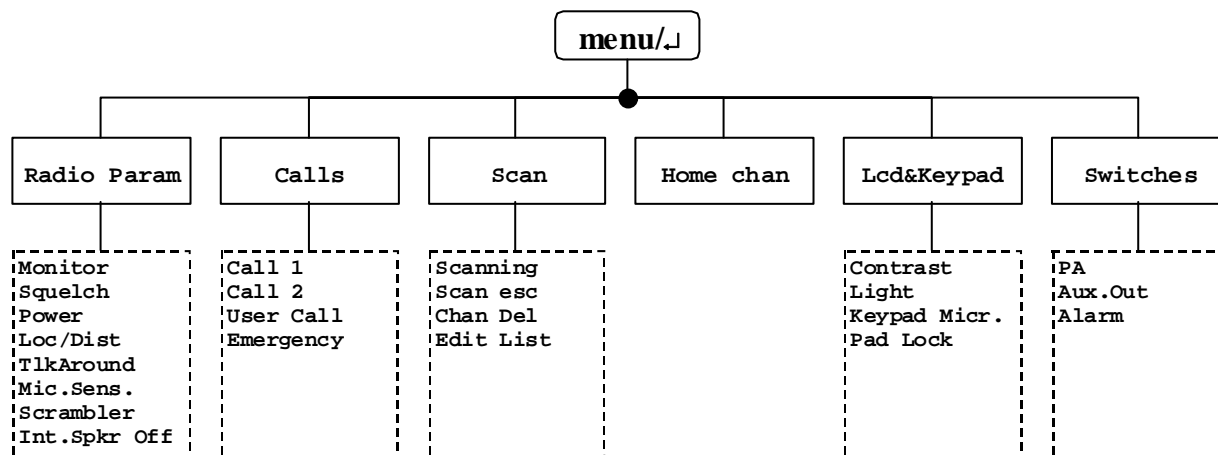 menu/↵
Radio Param
Calls
Scan
Home chan
Lcd&Keypad
Switches
Monitor
Squelch
Power
Loc/Dist
TlkAround
Mic.Sens.
Scrambler
Int.Spkr Off
Call 1
Call 2
User Call
Emergency
Scanning
Scan esc
Chan Del
Edit List
Contrast
Light
Keypad Micr.
Pad Lock
PA
Aux.Out
Alarm